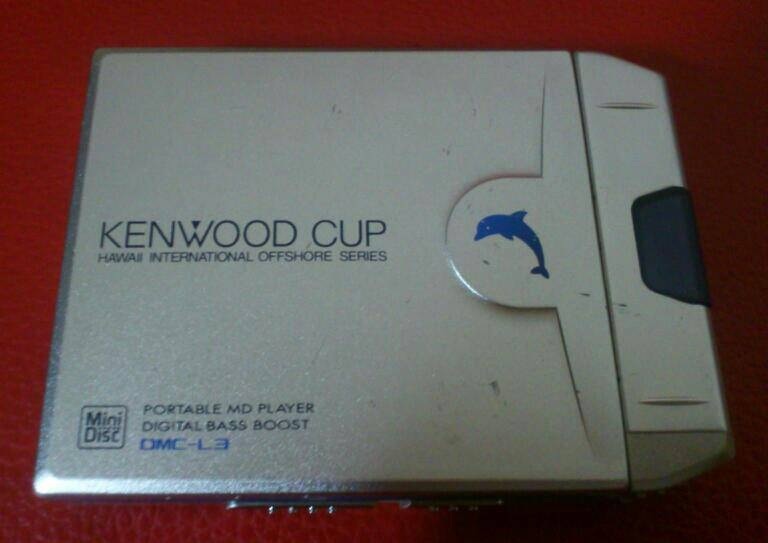 KENWOOD CUP
HAWAII INTERNATIONAL OFFSHORE SERIES
Mini
Disc
PORTABLE MD PLAYER
DIGITAL BASS BOOST
DMC-L3